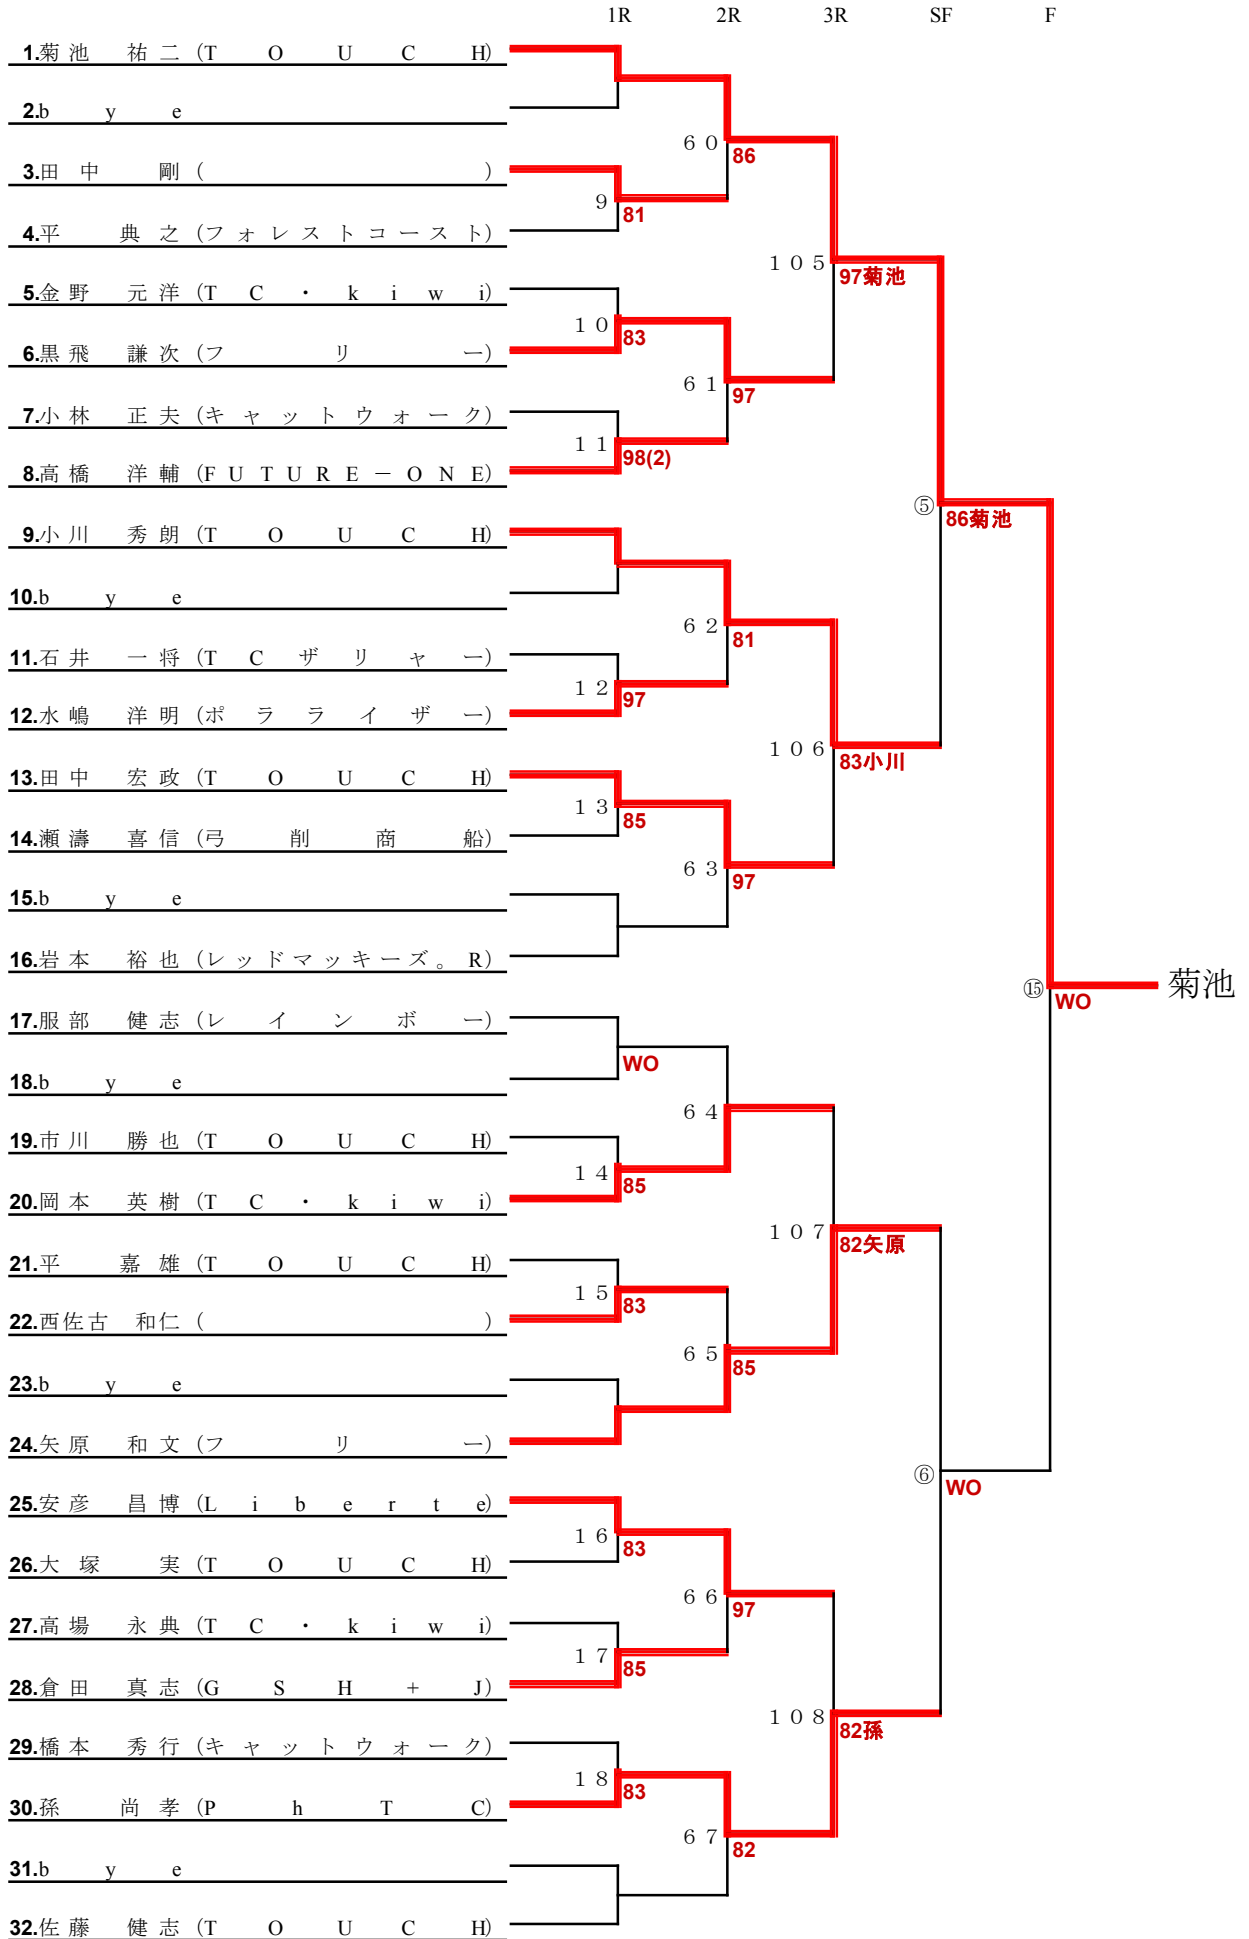 1R 2R 3R SF F
1.菊池 祐二(TOUCH)
2.bye
60
86
3.田中 剛( )
9
81
4.平 典之(フォレストコースト)
105
97菊池
5.金野 元洋(TC・kiwi)
10
83
6.黒飛 謙次(フリー)
61
97
7.小林 正夫(キャットウォーク)
11
98(2)
8.高橋 洋輔(FUTURE－ONE)
⑤
86菊池
9.小川 秀朗(TOUCH)
10.bye
62
81
11.石井 一将(TCザリャー)
12
97
12.水嶋 洋明(ポラライザー)
106
83小川
13.田中 宏政(TOUCH)
13
85
14.瀬濤 喜信(弓削商船)
63
97
15.bye
16.岩本 裕也(レッドマッキーズ。R)
⑮
WO
菊池
17.服部 健志(レインボー)
WO
18.bye
64
19.市川 勝也(TOUCH)
14
85
20.岡本 英樹(TC・kiwi)
107
82矢原
21.平 嘉雄(TOUCH)
15
83
22.西佐古 和仁( )
65
85
23.bye
24.矢原 和文(フリー)
⑥
WO
25.安彦 昌博(Liberte)
16
83
26.大塚 実(TOUCH)
66
97
27.高場 永典(TC・kiwi)
17
85
28.倉田 真志(GSH+J)
108
82孫
29.橋本 秀行(キャットウォーク)
18
83
30.孫 尚孝(PhTC)
67
82
31.bye
32.佐藤 健志(TOUCH)